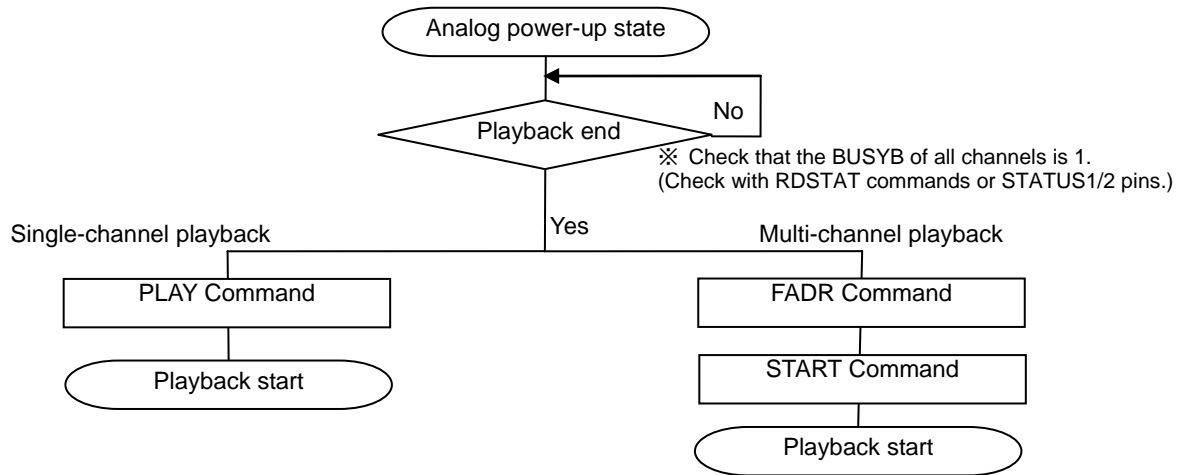 Analog power-up state
No
Playback end
※ Check that the BUSYB of all channels is 1.
(Check with RDSTAT commands or STATUS1/2 pins.)
Yes
Single-channel playback
Multi-channel playback
PLAY Command
FADR Command
Playback start
START Command
Playback start